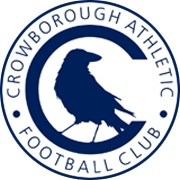 CROWBOROUGH ATHLETIC
• FOOTBALL CLUB •
C